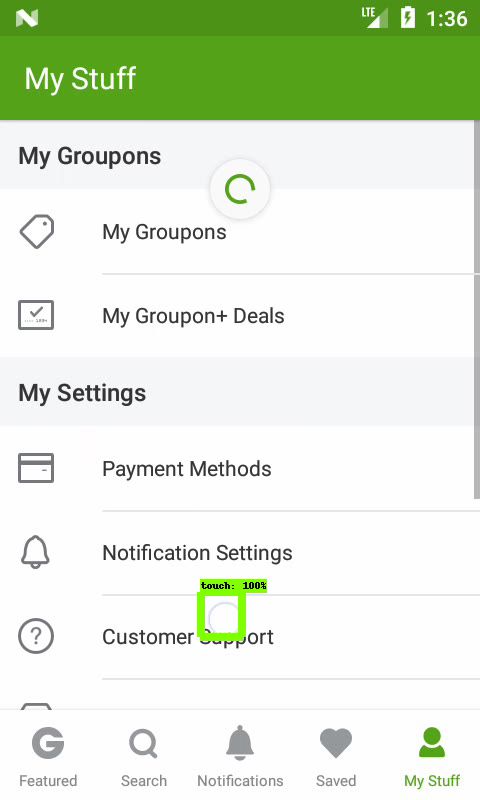 LTE 1:36
My Stuff
My Groupons
My Groupons
My Groupon+ Deals
My Settings
Payment Methods
Notification Settings
touch: 100%
Customer Support
Featured Search Notifications Saved My Stuff